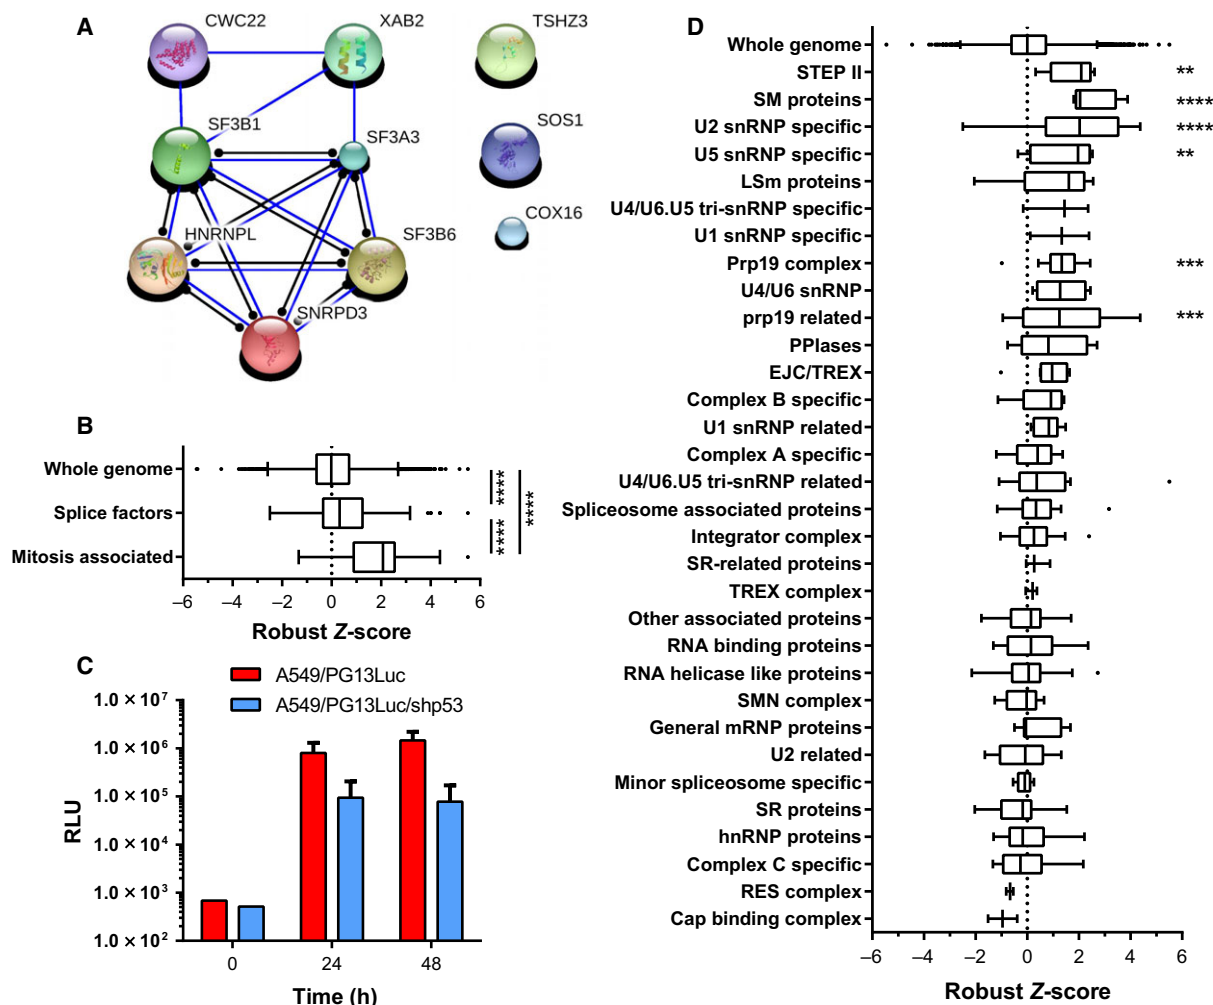 A
CWC22
XAB2
TSHZ3
SF3B1
SF3A3
SOS1
HNRNPL
SF3B6
COX16
SNRPD3
B
Whole genome
Splice factors
Mitosis associated
****
****
****
–6 –4 –2 0 2 4 6
Robust Z-score
C
A549/PG13Luc
A549/PG13Luc/shp53
1.0 × 10⁷
1.0 × 10⁶
1.0 × 10⁵
1.0 × 10⁴
1.0 × 10³
1.0 × 10²
RLU
0 24 48
Time (h)
D
Whole genome
STEP II **
SM proteins ****
U2 snRNP specific ****
U5 snRNP specific **
LSm proteins
U4/U6.U5 tri-snRNP specific
U1 snRNP specific
Prp19 complex ***
U4/U6 snRNP
prp19 related ***
PPlases
EJC/TREX
Complex B specific
U1 snRNP related
Complex A specific
U4/U6.U5 tri-snRNP related
Spliceosome associated proteins
Integrator complex
SR-related proteins
TREX complex
Other associated proteins
RNA binding proteins
RNA helicase like proteins
SMN complex
General mRNP proteins
U2 related
Minor spliceosome specific
SR proteins
hnRNP proteins
Complex C specific
RES complex
Cap binding complex
–6 –4 –2 0 2 4 6
Robust Z-score